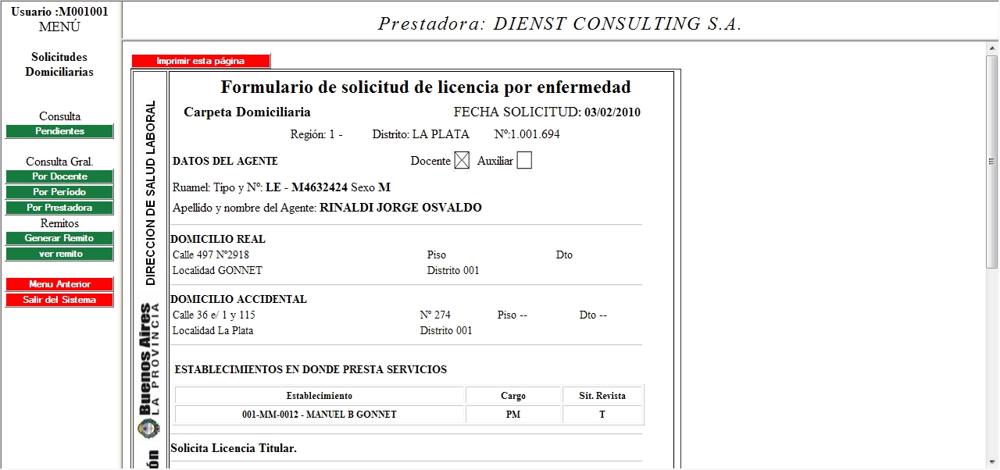 Usuario :M001001
MENÚ
Solicitudes
Domiciliarias
Consulta
Pendientes
Consulta Gral.
Por Docente
Por Período
Por Prestadora
Remitos
Generar Remito
ver remito
Menu Anterior
Salir del Sistema
Prestadora: DIENST CONSULTING S.A.
Imprimir esta página
DIRECCION DE SALUD LABORAL
Buenos Aires
LA PROVINCIA
ón
Formulario de solicitud de licencia por enfermedad
Carpeta Domiciliaria FECHA SOLICITUD: 03/02/2010
Región: 1 - Distrito: LA PLATA Nº:1.001.694
DATOS DEL AGENTE Docente Auxiliar
Ruamel: Tipo y Nº: LE - M4632424 Sexo M
Apellido y nombre del Agente: RINALDI JORGE OSVALDO
DOMICILIO REAL
Calle 497 Nº2918 Piso Dto
Localidad GONNET Distrito 001
DOMICILIO ACCIDENTAL
Calle 36 e/ 1 y 115 Nº 274 Piso -- Dto --
Localidad La Plata Distrito 001
ESTABLECIMIENTOS EN DONDE PRESTA SERVICIOS
Establecimiento Cargo Sit. Revista
001-MM-0012 - MANUEL B GONNET PM T
Solicita Licencia Titular.